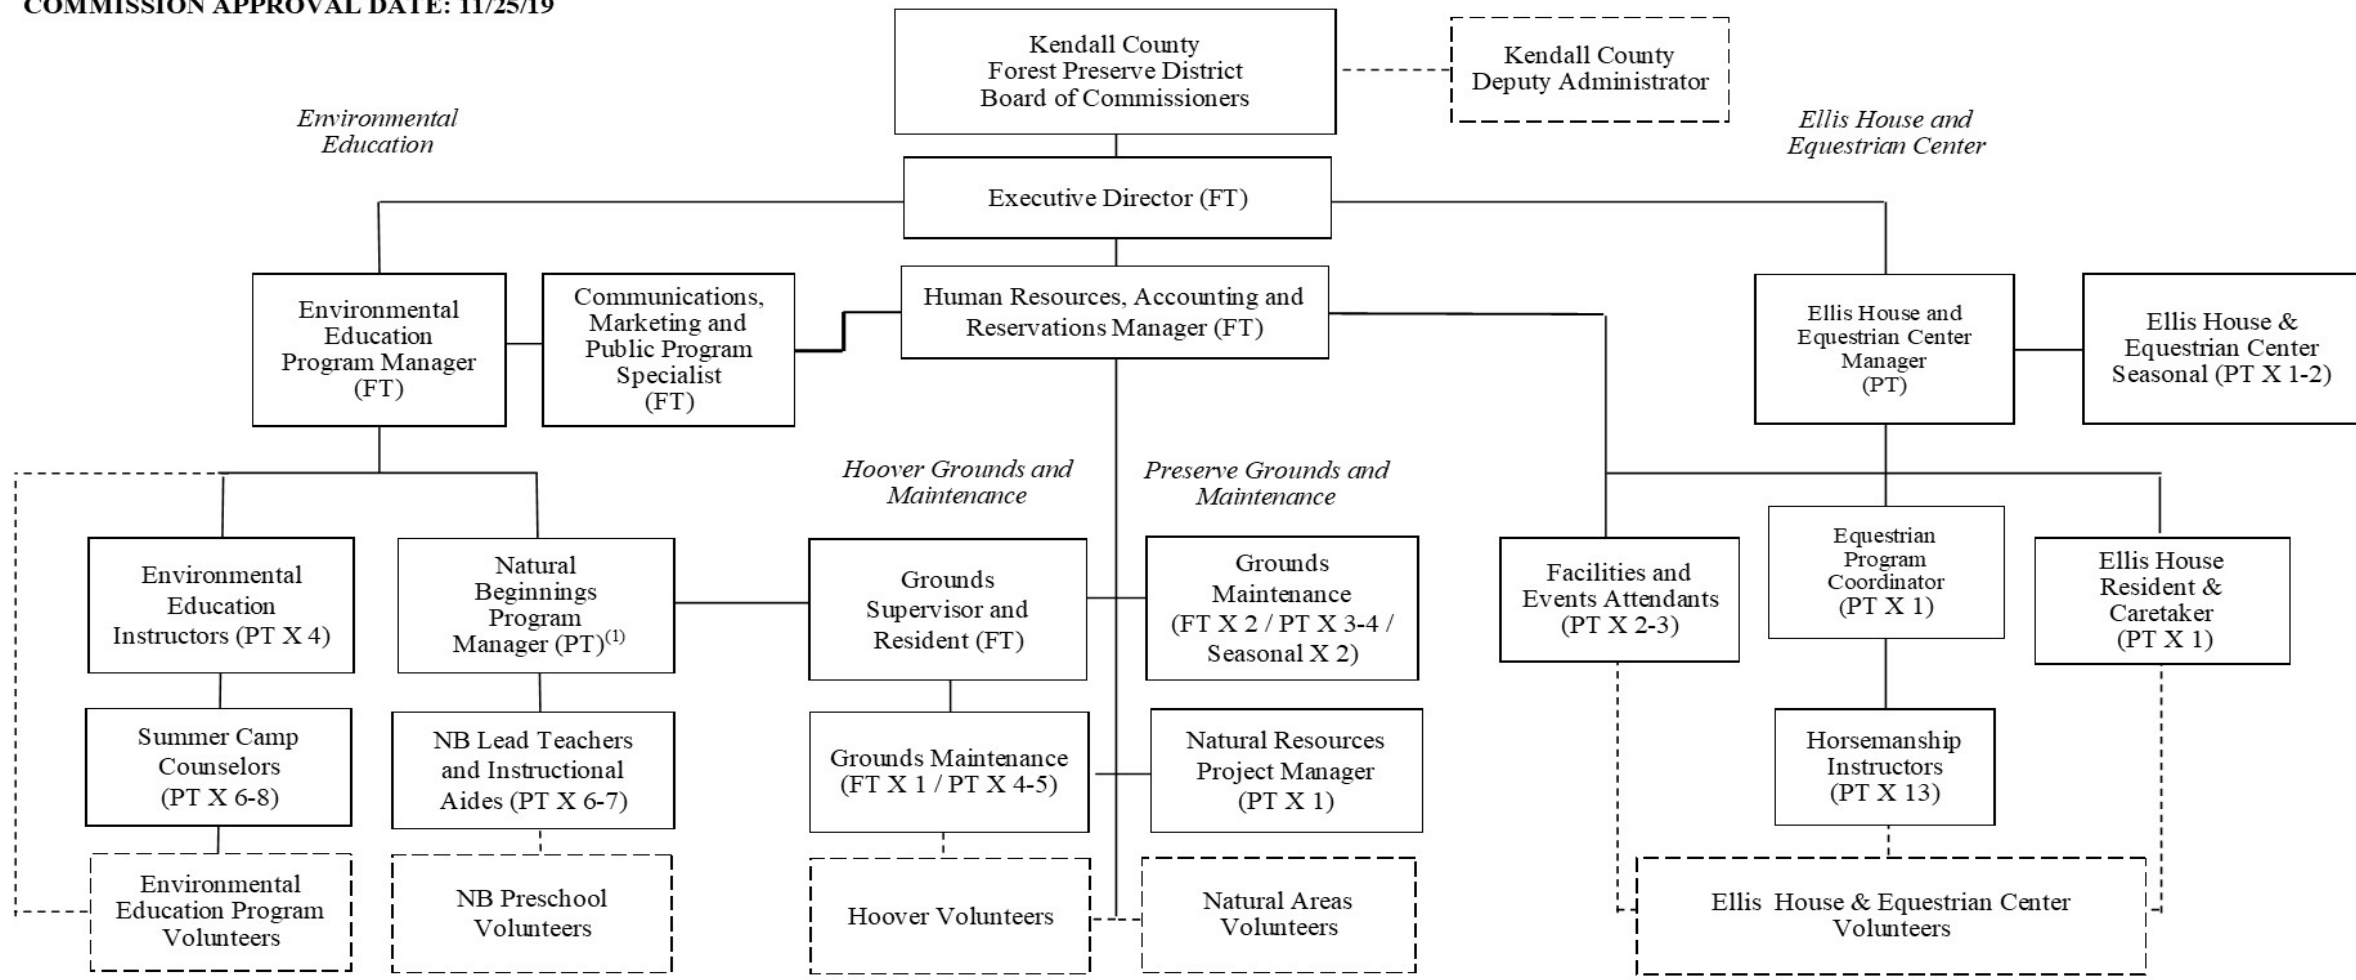 COMMISSION APPROVAL DATE: 11/25/19
Kendall County
Forest Preserve District
Board of Commissioners
Kendall County
Deputy Administrator
Environmental
Education
Ellis House and
Equestrian Center
Executive Director (FT)
Environmental
Education
Program Manager
(FT)
Communications,
Marketing and
Public Program
Specialist
(FT)
Human Resources, Accounting and
Reservations Manager (FT)
Ellis House and
Equestrian Center
Manager
(PT)
Ellis House &
Equestrian Center
Seasonal (PT X 1-2)
Hoover Grounds and
Maintenance
Preserve Grounds and
Maintenance
Environmental
Education
Instructors (PT X 4)
Natural
Beginnings
Program
Manager (PT)(1)
Grounds
Supervisor and
Resident (FT)
Grounds
Maintenance
(FT X 2 / PT X 3-4 /
Seasonal X 2)
Facilities and
Events Attendants
(PT X 2-3)
Equestrian
Program
Coordinator
(PT X 1)
Ellis House
Resident &
Caretaker
(PT X 1)
Summer Camp
Counselors
(PT X 6-8)
NB Lead Teachers
and Instructional
Aides (PT X 6-7)
Grounds Maintenance
(FT X 1 / PT X 4-5)
Natural Resources
Project Manager
(PT X 1)
Horsemanship
Instructors
(PT X 13)
Environmental
Education Program
Volunteers
NB Preschool
Volunteers
Hoover Volunteers
Natural Areas
Volunteers
Ellis House & Equestrian Center
Volunteers